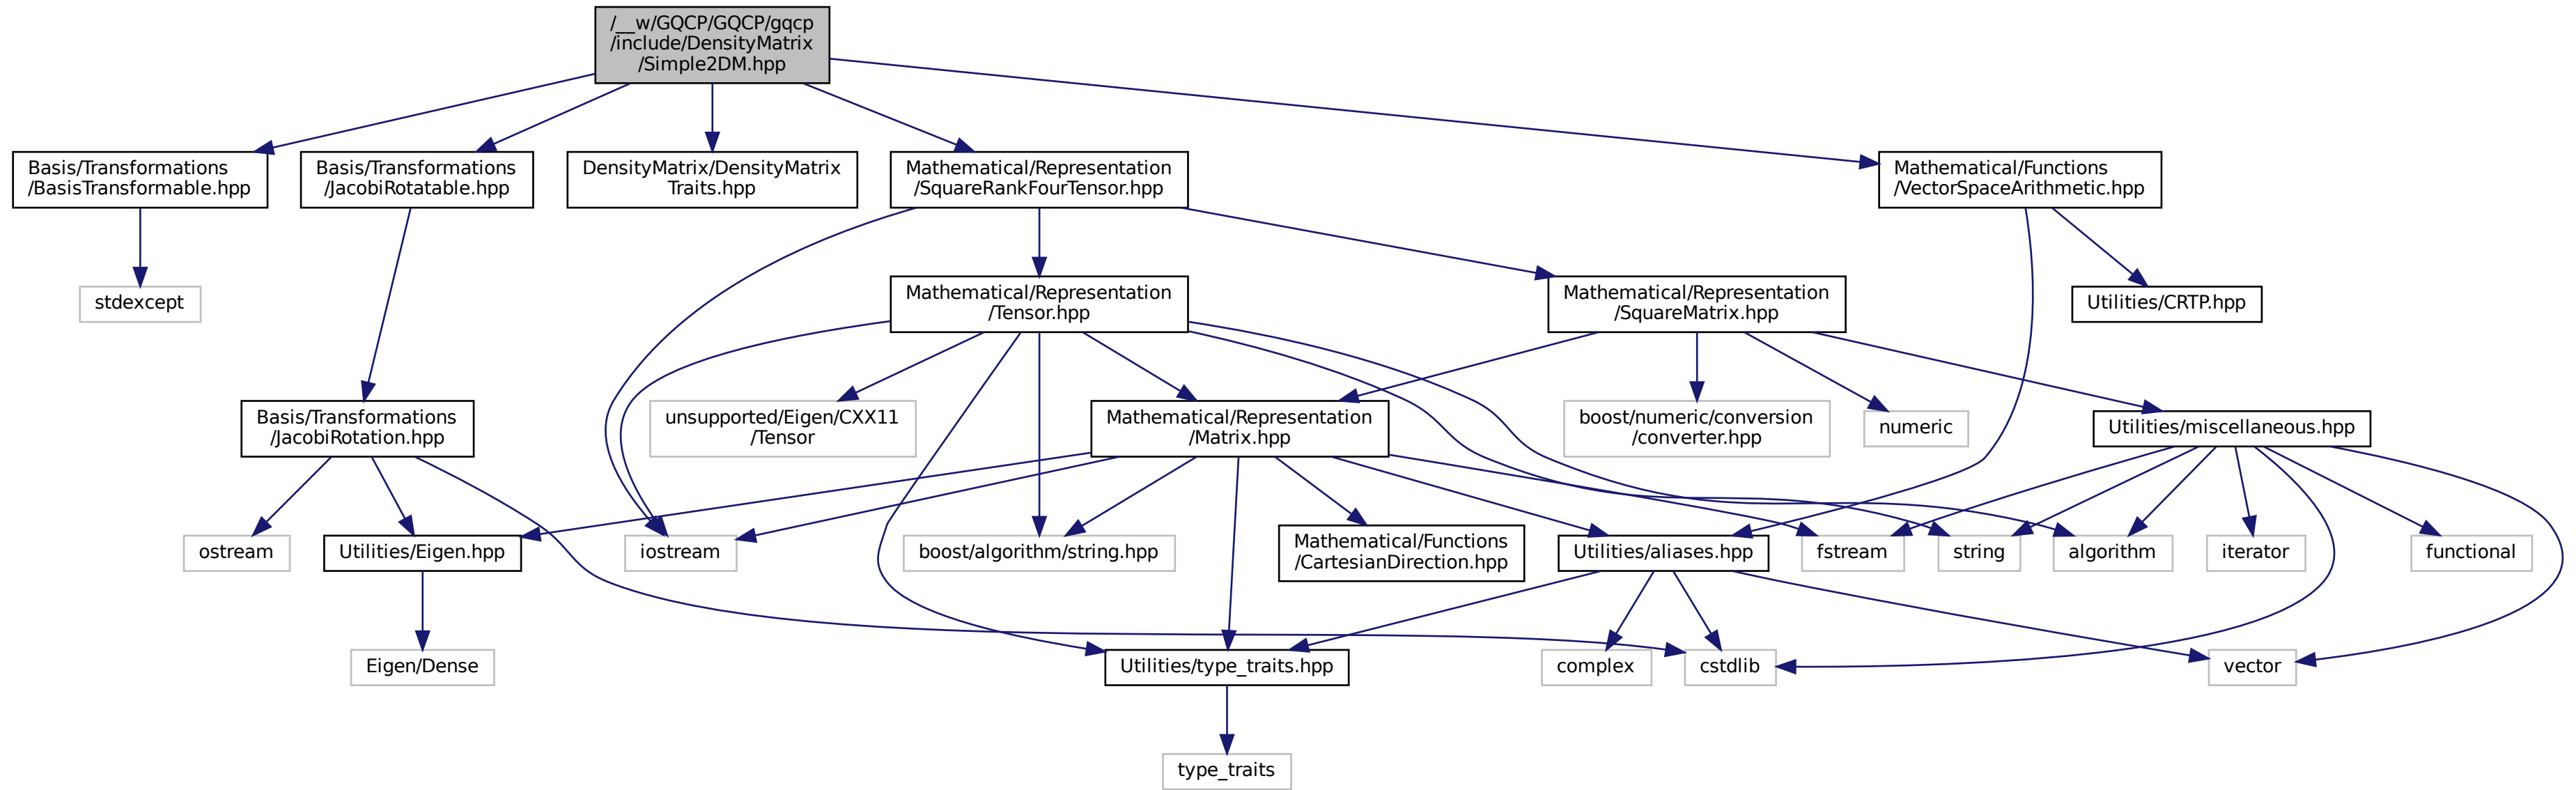 /__w/GQCP/GQCP/gqcp
/include/DensityMatrix
/Simple2DM.hpp
Basis/Transformations
/BasisTransformable.hpp
Basis/Transformations
/JacobiRotatable.hpp
DensityMatrix/DensityMatrix
Traits.hpp
Mathematical/Representation
/SquareRankFourTensor.hpp
Mathematical/Functions
/VectorSpaceArithmetic.hpp
stdexcept
Mathematical/Representation
/Tensor.hpp
Mathematical/Representation
/SquareMatrix.hpp
Utilities/CRTP.hpp
Basis/Transformations
/JacobiRotation.hpp
unsupported/Eigen/CXX11
/Tensor
Mathematical/Representation
/Matrix.hpp
boost/numeric/conversion
/converter.hpp
numeric
Utilities/miscellaneous.hpp
ostream
Utilities/Eigen.hpp
iostream
boost/algorithm/string.hpp
Mathematical/Functions
/CartesianDirection.hpp
Utilities/aliases.hpp
fstream
string
algorithm
iterator
functional
Eigen/Dense
Utilities/type_traits.hpp
complex
cstdlib
vector
type_traits